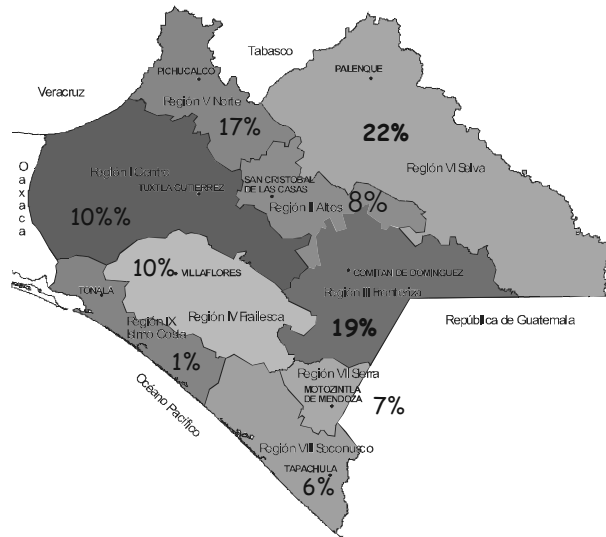 Tabasco
PICHUCALCO
PALENQUE
Veracruz
Región V Norte
17%
22%
Oaxaca
Región I Centro
SAN CRISTOBAL
DE LAS CASAS
Región VI Selva
TUXTLA GUTIERREZ
Región II Altos
8%
10%%
10%
VILLAFLORES
COMITAN DE DOMINGUEZ
TONALA
Región III Fronteriza
Región IX
Istmo Costa
Región IV Frailesca
19%
República de Guatemala
1%
Región VII Sierra
MOTOZINTLA
DE MENDOZA
7%
Océano Pacífico
Región VIII Soconusco
TAPACHULA
6%